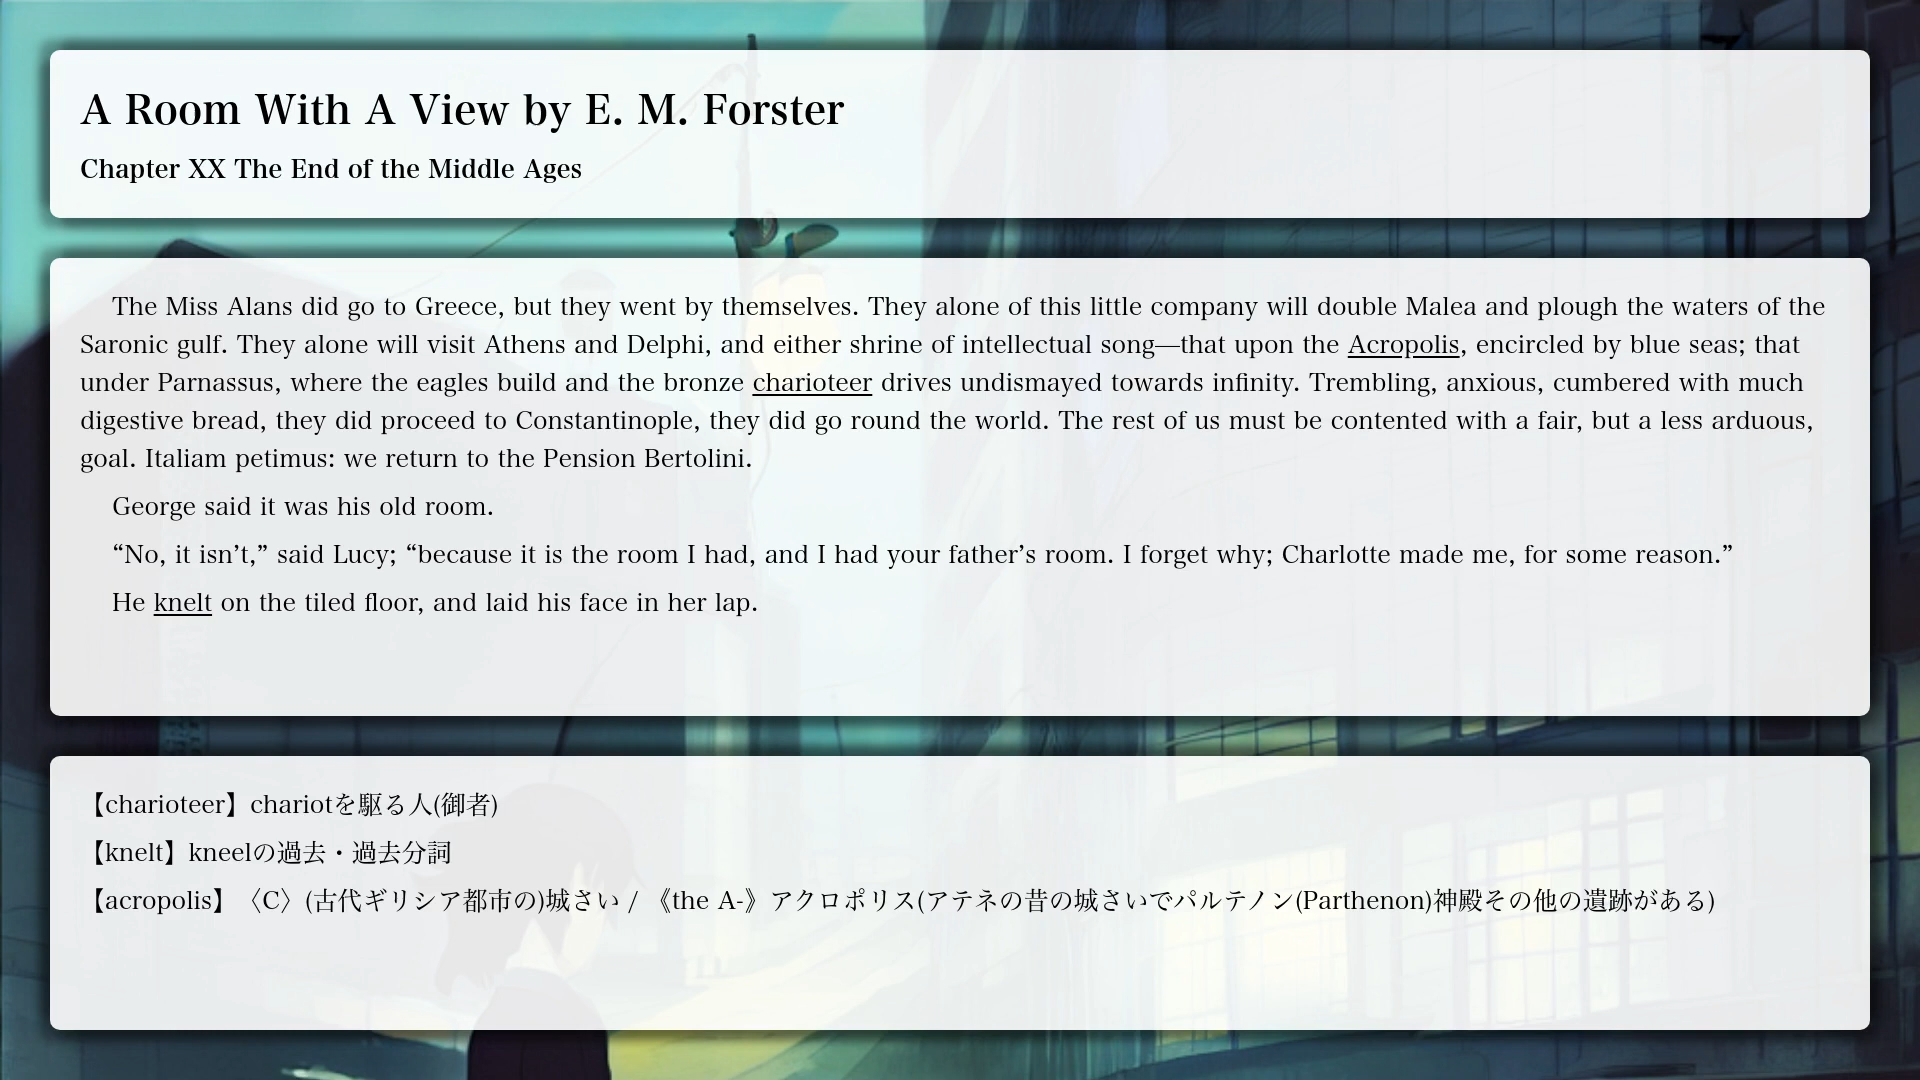 A Room With A View by E. M. Forster
Chapter XX The End of the Middle Ages
The Miss Alans did go to Greece, but they went by themselves. They alone of this little company will double Malea and plough the waters of the
Saronic gulf. They alone will visit Athens and Delphi, and either shrine of intellectual song—that upon the Acropolis, encircled by blue seas; that
under Parnassus, where the eagles build and the bronze charioteer drives undismayed towards infinity. Trembling, anxious, cumbered with much
digestive bread, they did proceed to Constantinople, they did go round the world. The rest of us must be contented with a fair, but a less arduous,
goal. Italiam petimus: we return to the Pension Bertolini.
George said it was his old room.
“No, it isn’t,” said Lucy; “because it is the room I had, and I had your father’s room. I forget why; Charlotte made me, for some reason.”
He knelt on the tiled floor, and laid his face in her lap.
【charioteer】chariotを駆る人(御者)
【knelt】kneelの過去・過去分詞
【acropolis】〈C〉(古代ギリシア都市の)城さい / 《the A-》アクロポリス(アテネの昔の城さいでパルテノン(Parthenon)神殿その他の遺跡がある)